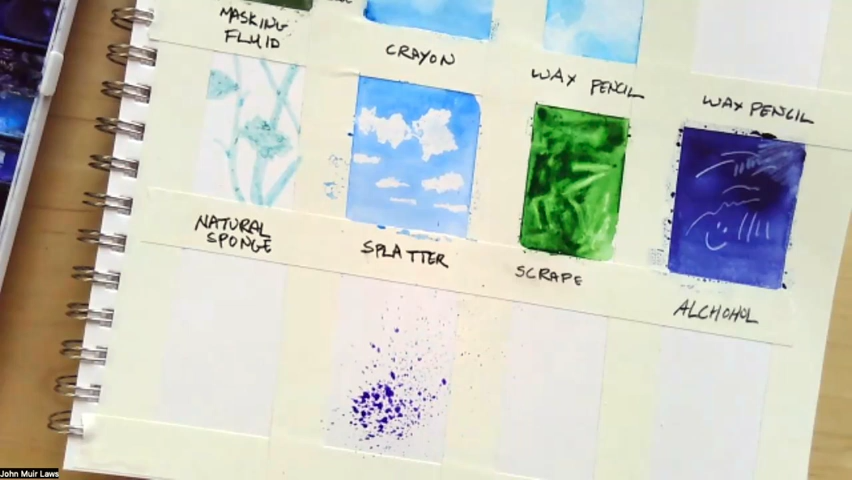 MASKING
FLUID
CRAYON
WAX PENCIL
WAX PENCIL
NATURAL
SPONGE
SPLATTER
SCRAPE
ALCHOHOL
John Muir Laws